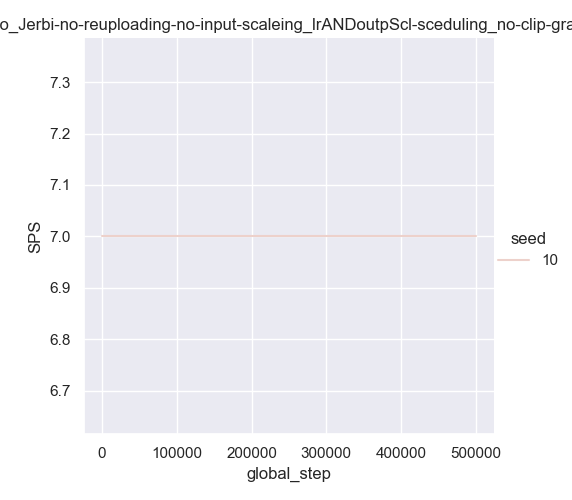 o_Jerbi-no-reuploading-no-input-scaleing_lrANDoutpScl-sceduling_no-clip-gra
7.3
7.2
7.1
7.0
6.9
6.8
6.7
SPS
seed
10
0 100000 200000 300000 400000 500000
global_step